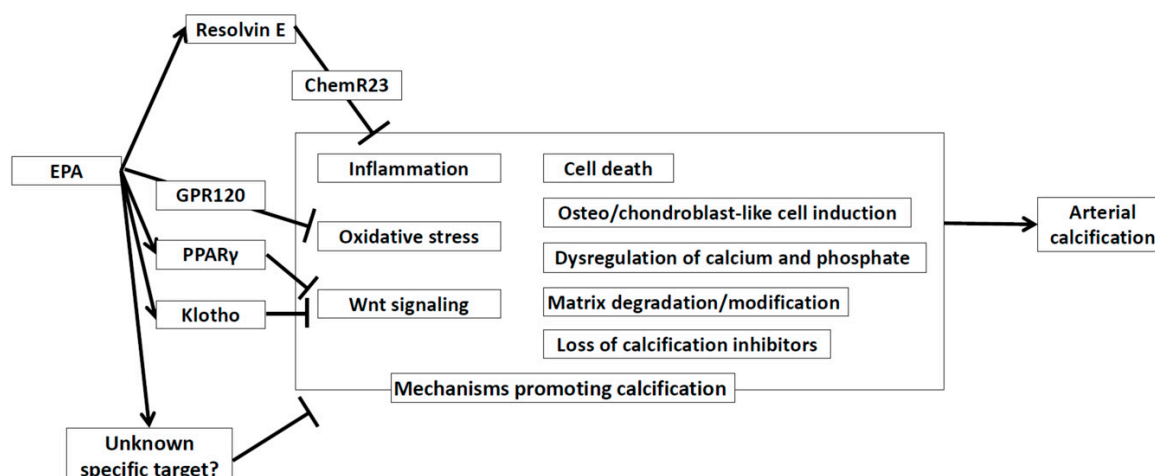 Resolvin E
ChemR23
EPA
GPR120
PPARγ
Klotho
Unknown
specific target?
Inflammation
Oxidative stress
Wnt signaling
Cell death
Osteo/chondroblast-like cell induction
Dysregulation of calcium and phosphate
Matrix degradation/modification
Loss of calcification inhibitors
Mechanisms promoting calcification
Arterial
calcification